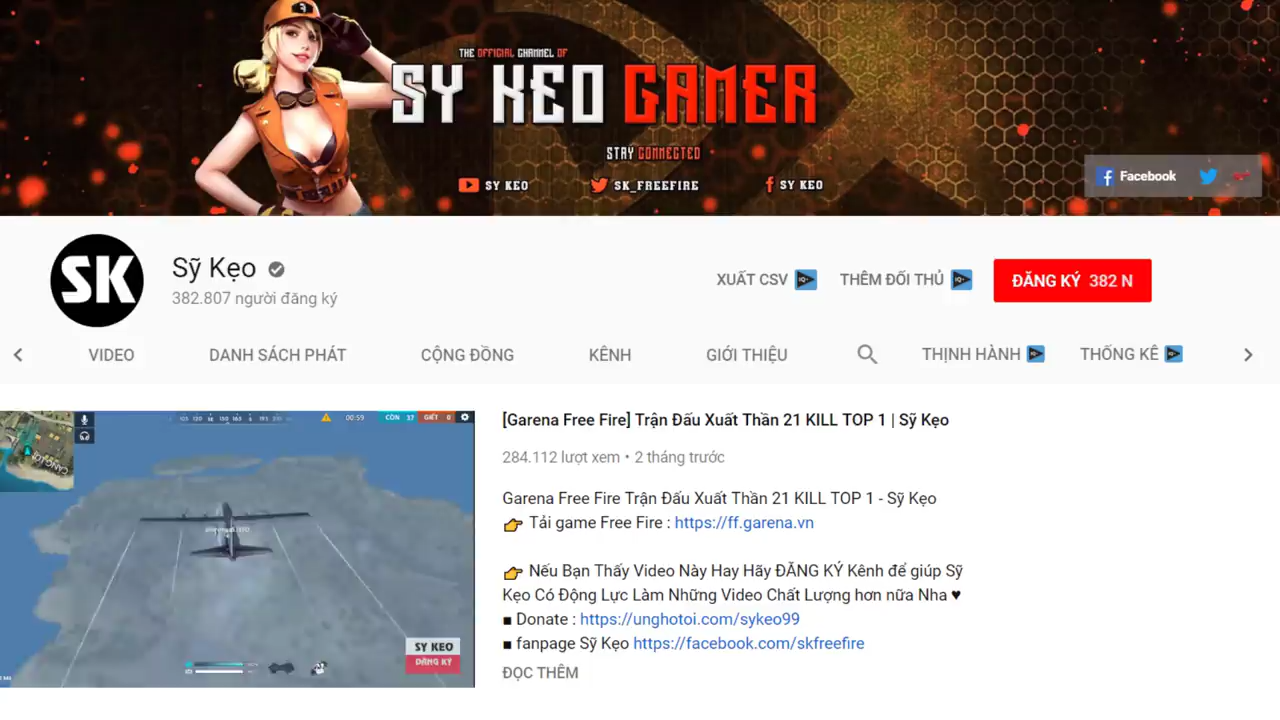 THE OFFICIAL CHANNEL OF
SY KEO GAMER
STAY CONNECTED
SY KEO
SK_FREEFIRE
SY KEO
Facebook
SK
Sỹ Kẹo
382.807 người đăng ký
XUẤT CSV
THÊM ĐỐI THỦ
ĐĂNG KÝ 382 N
VIDEO
DANH SÁCH PHÁT
CỘNG ĐỒNG
KÊNH
GIỚI THIỆU
THỊNH HÀNH
THỐNG KÊ
00:59
CÒN 37
GIẾT 0
SY KEO
ĐĂNG KÝ
[Garena Free Fire] Trận Đấu Xuất Thần 21 KILL TOP 1 | Sỹ Kẹo
284.112 lượt xem • 2 tháng trước
Garena Free Fire Trận Đấu Xuất Thần 21 KILL TOP 1 - Sỹ Kẹo
👉 Tải game Free Fire : https://ff.garena.vn
👉 Nếu Bạn Thấy Video Này Hay Hãy ĐĂNG KÝ Kênh để giúp Sỹ
Kẹo Có Động Lực Làm Những Video Chất Lượng hơn nữa Nha ♥
■ Donate : https://unghotoi.com/sykeo99
■ fanpage Sỹ Kẹo https://facebook.com/skfreefire
ĐỌC THÊM